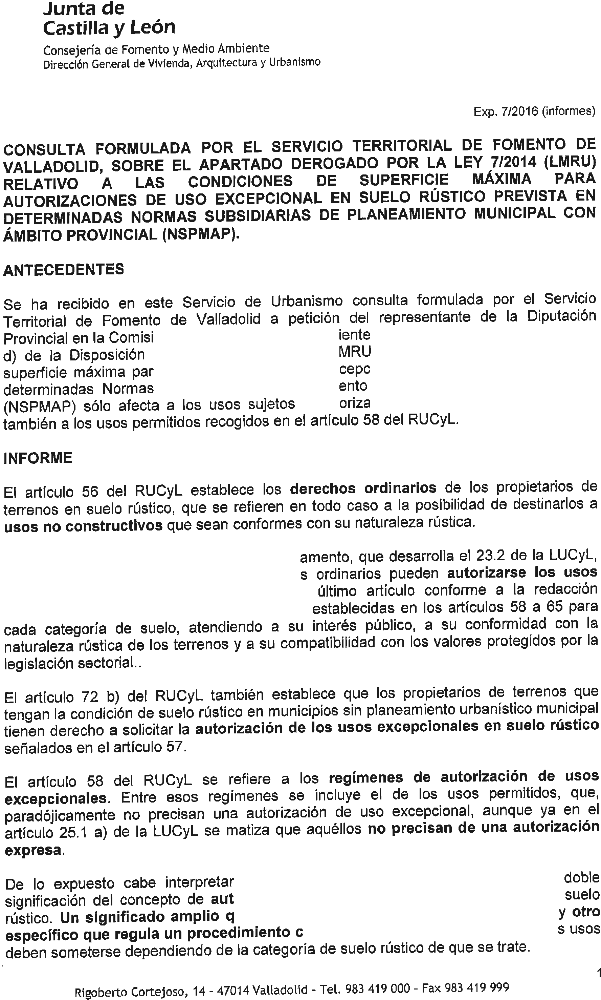 Junta de
Castilla y León
Consejería de Fomento y Medio Ambiente
Dirección General de Vivienda, Arquitectura y Urbanismo
Exp. 7/2016 (informes)
CONSULTA FORMULADA POR EL SERVICIO TERRITORIAL DE FOMENTO DE
VALLADOLID, SOBRE EL APARTADO DEROGADO POR LA LEY 7/2014 (LMRU)
RELATIVO A LAS CONDICIONES DE SUPERFICIE MÁXIMA PARA
AUTORIZACIONES DE USO EXCEPCIONAL EN SUELO RÚSTICO PREVISTA EN
DETERMINADAS NORMAS SUBSIDIARIAS DE PLANEAMIENTO MUNICIPAL CON
ÁMBITO PROVINCIAL (NSPMAP).
ANTECEDENTES
Se ha recibido en este Servicio de Urbanismo consulta formulada por el Servicio
Territorial de Fomento de Valladolid a petición del representante de la Diputación
Provincial en la Comisi iente
d) de la Disposición MRU
superficie máxima par cepc
determinadas Normas ento
(NSPMAP) sólo afecta a los usos sujetos oriza
también a los usos permitidos recogidos en el artículo 58 del RUCyL.
INFORME
El artículo 56 del RUCyL establece los derechos ordinarios de los propietarios de
terrenos en suelo rústico, que se refieren en todo caso a la posibilidad de destinarlos a
usos no constructivos que sean conformes con su naturaleza rústica.
amento, que desarrolla el 23.2 de la LUCyL,
s ordinarios pueden autorizarse los usos
último artículo conforme a la redacción
establecidas en los artículos 58 a 65 para
cada categoría de suelo, atendiendo a su interés público, a su conformidad con la
naturaleza rústica de los terrenos y a su compatibilidad con los valores protegidos por la
legislación sectorial..
El artículo 72 b) del RUCyL también establece que los propietarios de terrenos que
tengan la condición de suelo rústico en municipios sin planeamiento urbanístico municipal
tienen derecho a solicitar la autorización de los usos excepcionales en suelo rústico
señalados en el artículo 57.
El artículo 58 del RUCyL se refiere a los regímenes de autorización de usos
excepcionales. Entre esos regímenes se incluye el de los usos permitidos, que,
paradójicamente no precisan una autorización de uso excepcional, aunque ya en el
artículo 25.1 a) de la LUCyL se matiza que aquéllos no precisan de una autorización
expresa.
De lo expuesto cabe interpretar doble
significación del concepto de aut suelo
rústico. Un significado amplio q y otro
específico que regula un procedimiento c s usos
deben someterse dependiendo de la categoría de suelo rústico de que se trate.
1
Rigoberto Cortejoso, 14 - 47014 Valladolid - Tel. 983 419 000 - Fax 983 419 999